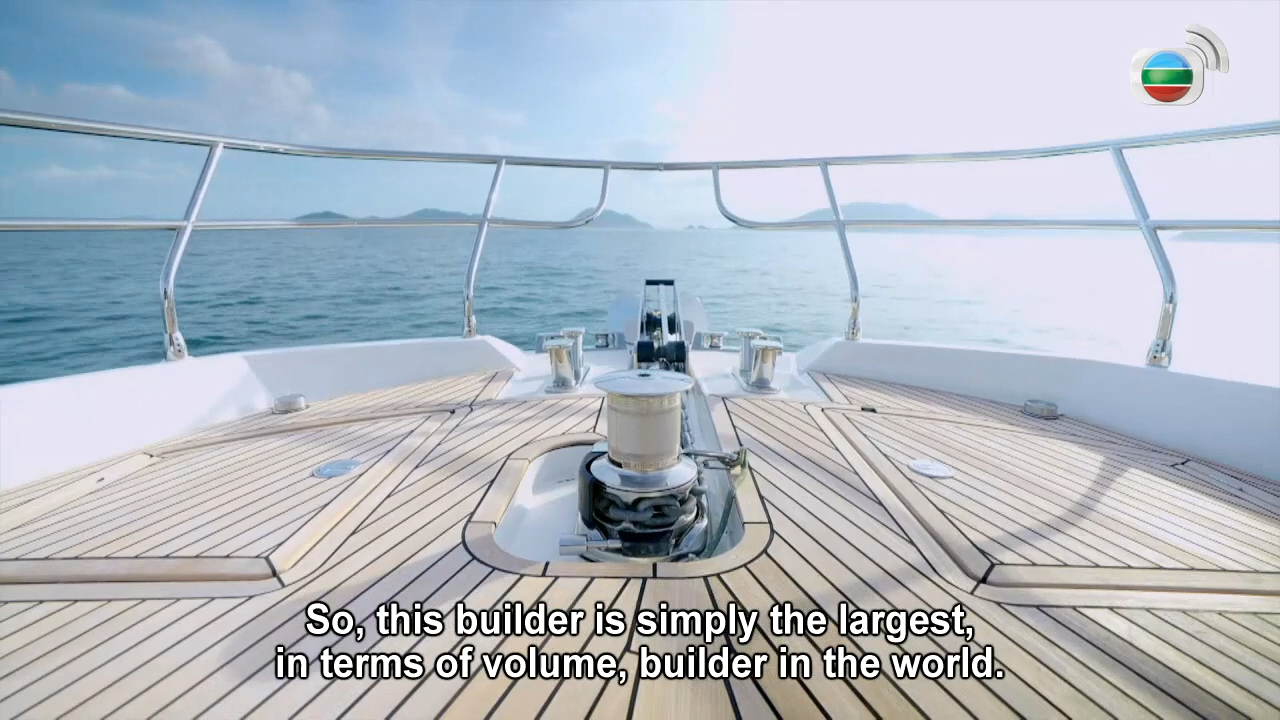 So, this builder is simply the largest,
in terms of volume, builder in the world.